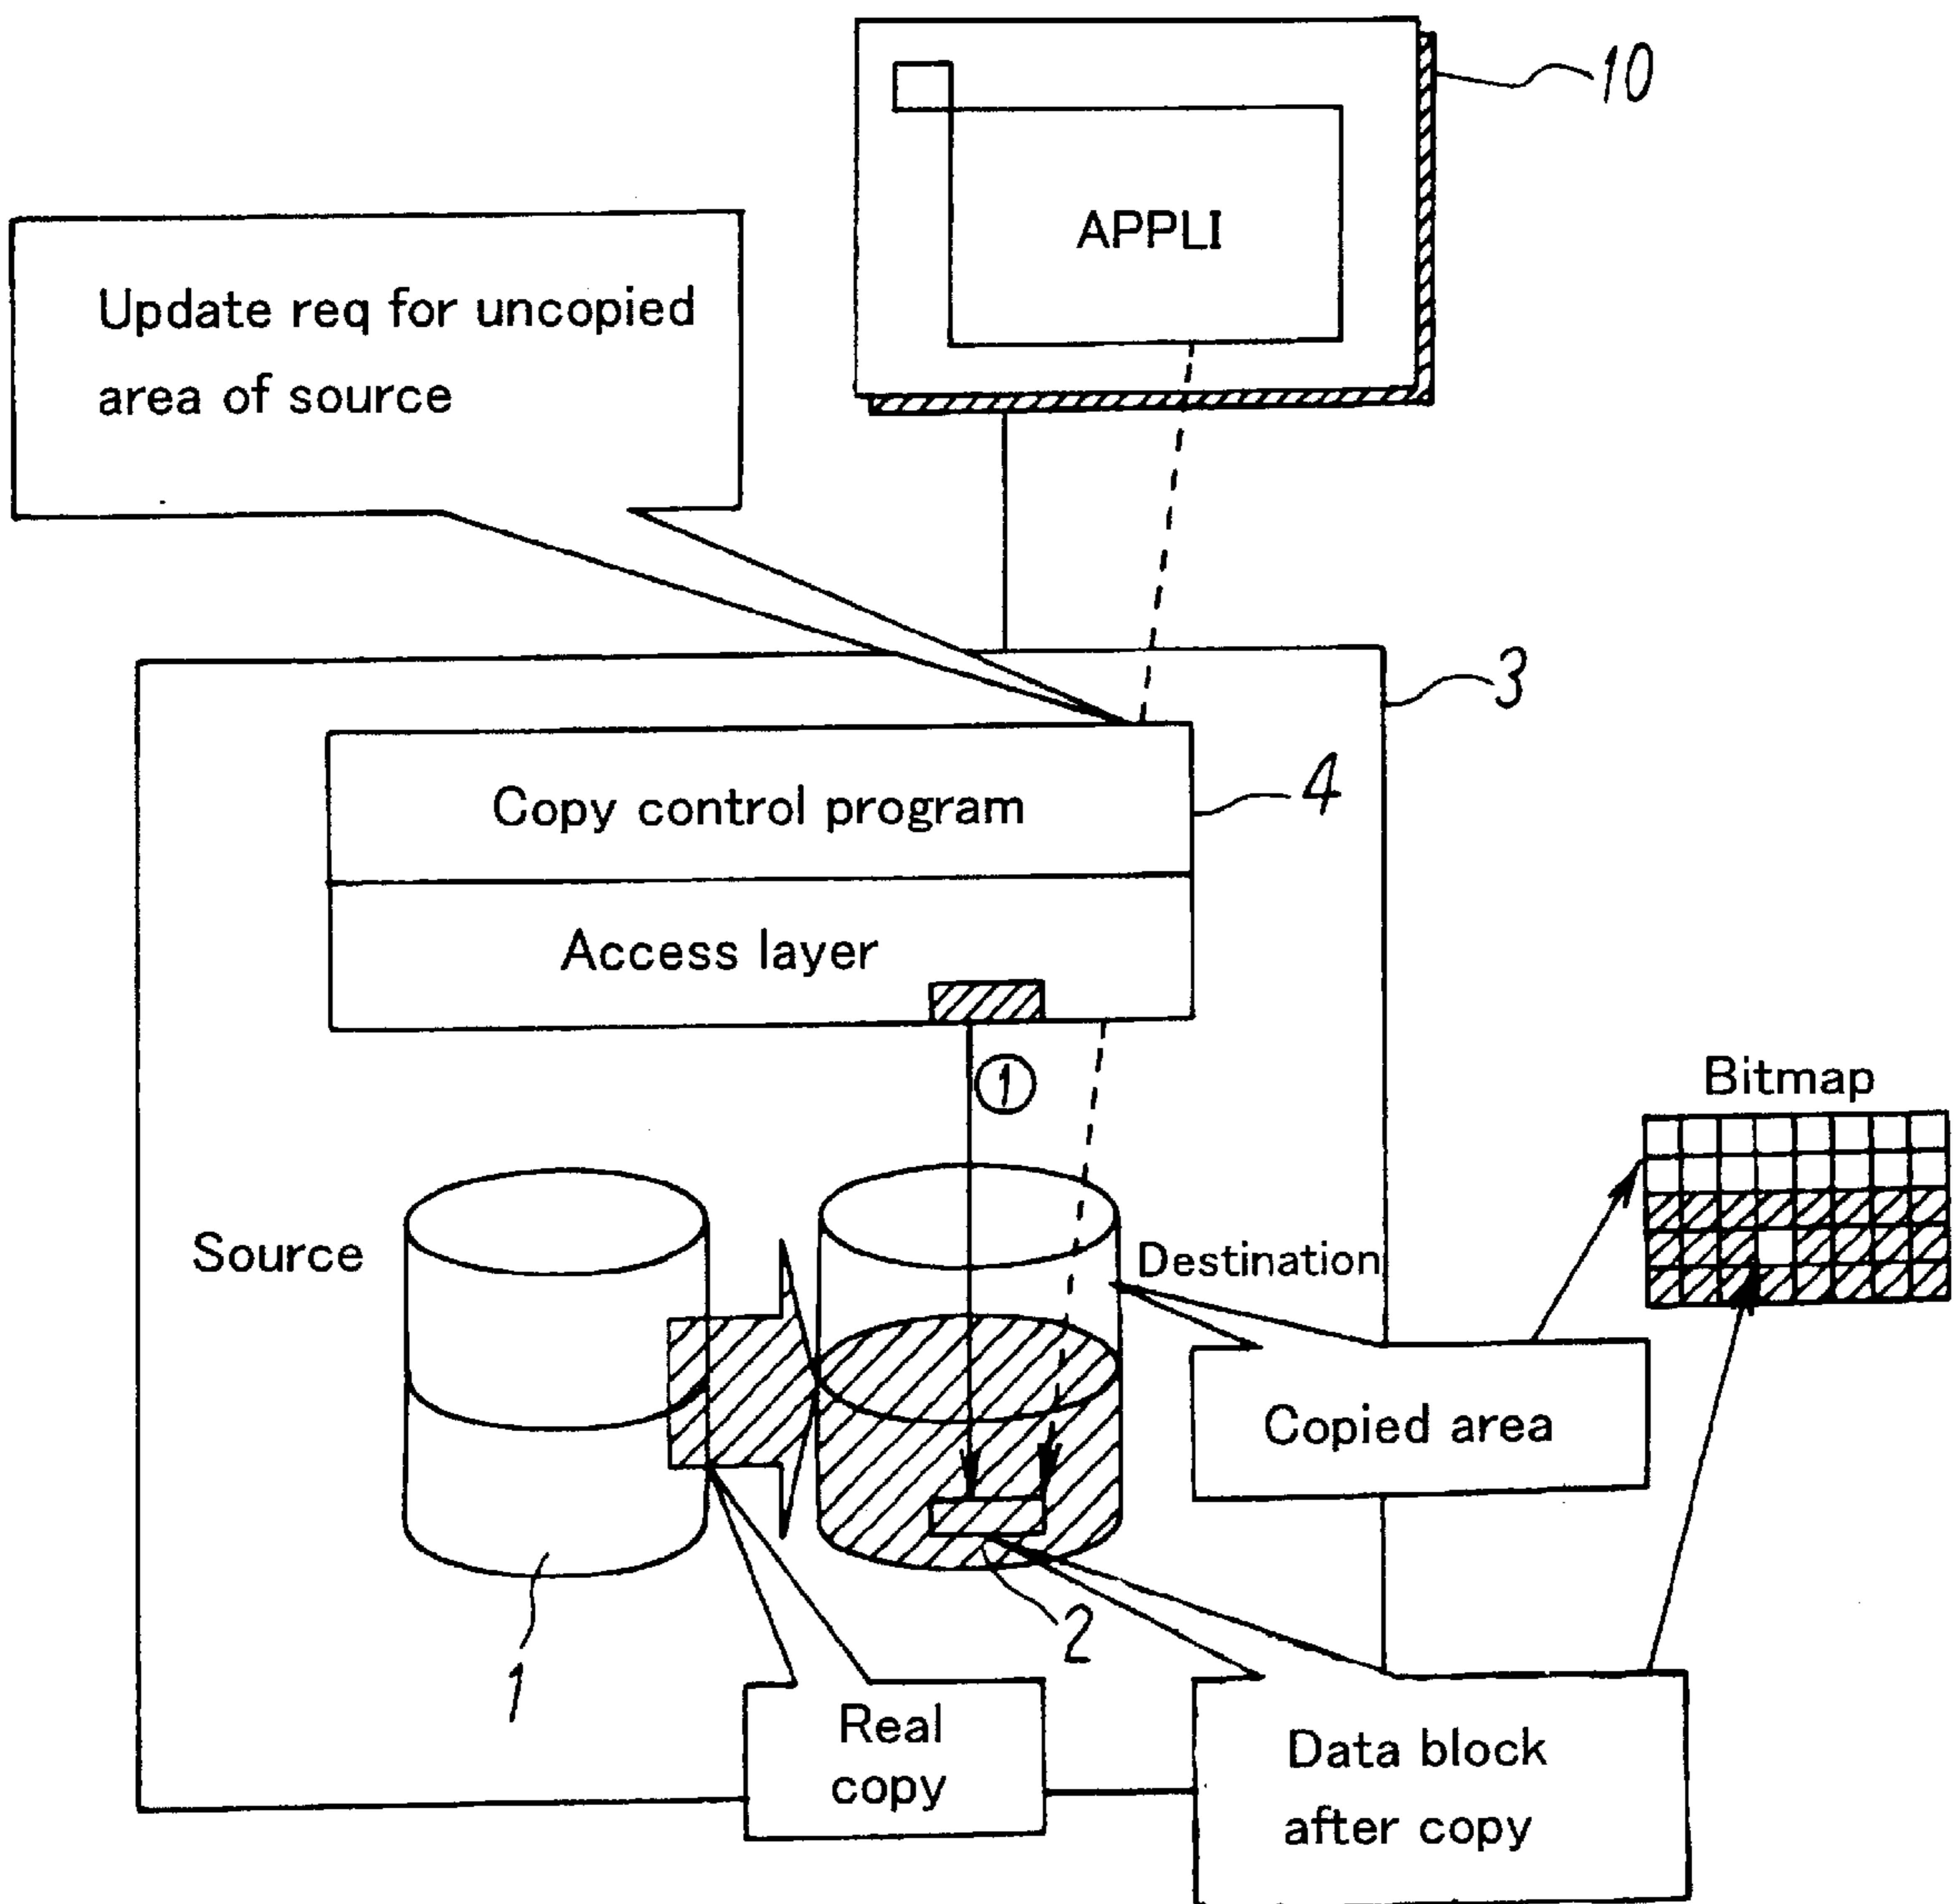 10
APPLI
Update req for uncopied
area of source
3
Copy control program
4
Access layer
①
Bitmap
Source
Destination
Copied area
1
2
Real
copy
Data block
after copy